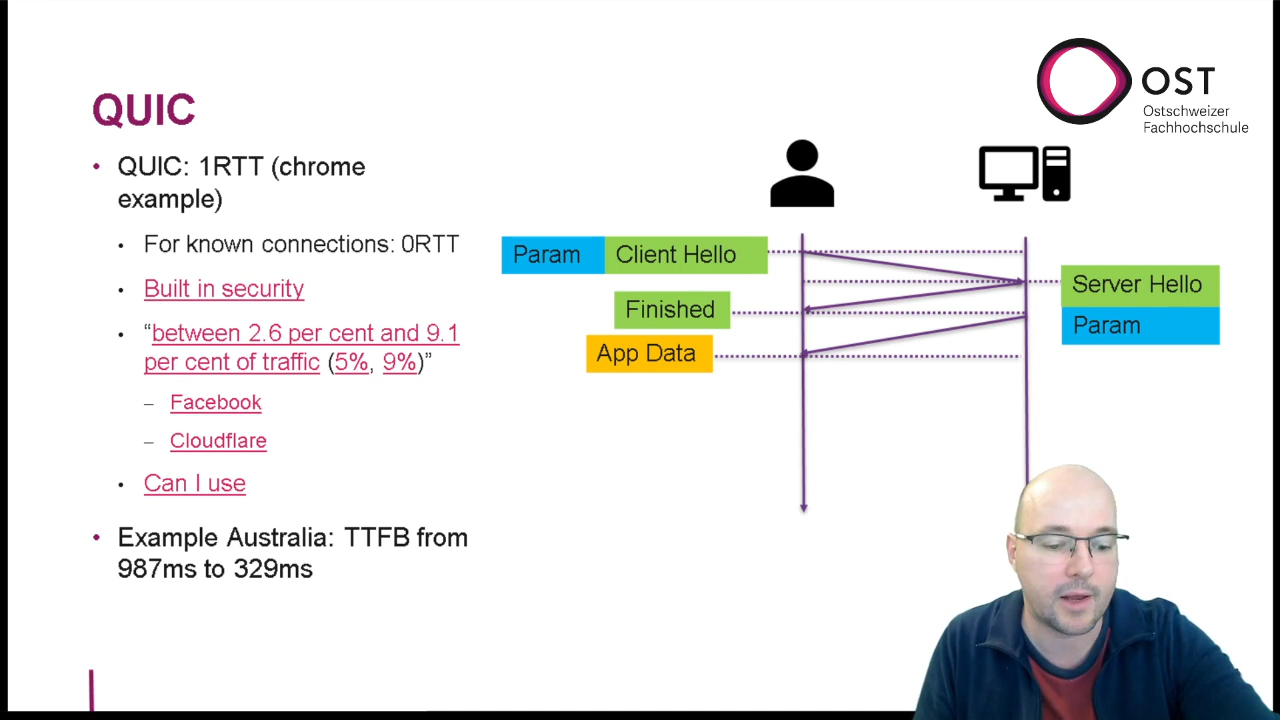 OST
Ostschweizer
Fachhochschule
QUIC
• QUIC: 1RTT (chrome
example)
• For known connections: 0RTT
• Built in security
• “between 2.6 per cent and 9.1
per cent of traffic (5%, 9%)”
– Facebook
– Cloudflare
• Can I use
• Example Australia: TTFB from
987ms to 329ms
Param
Client Hello
Server Hello
Finished
Param
App Data